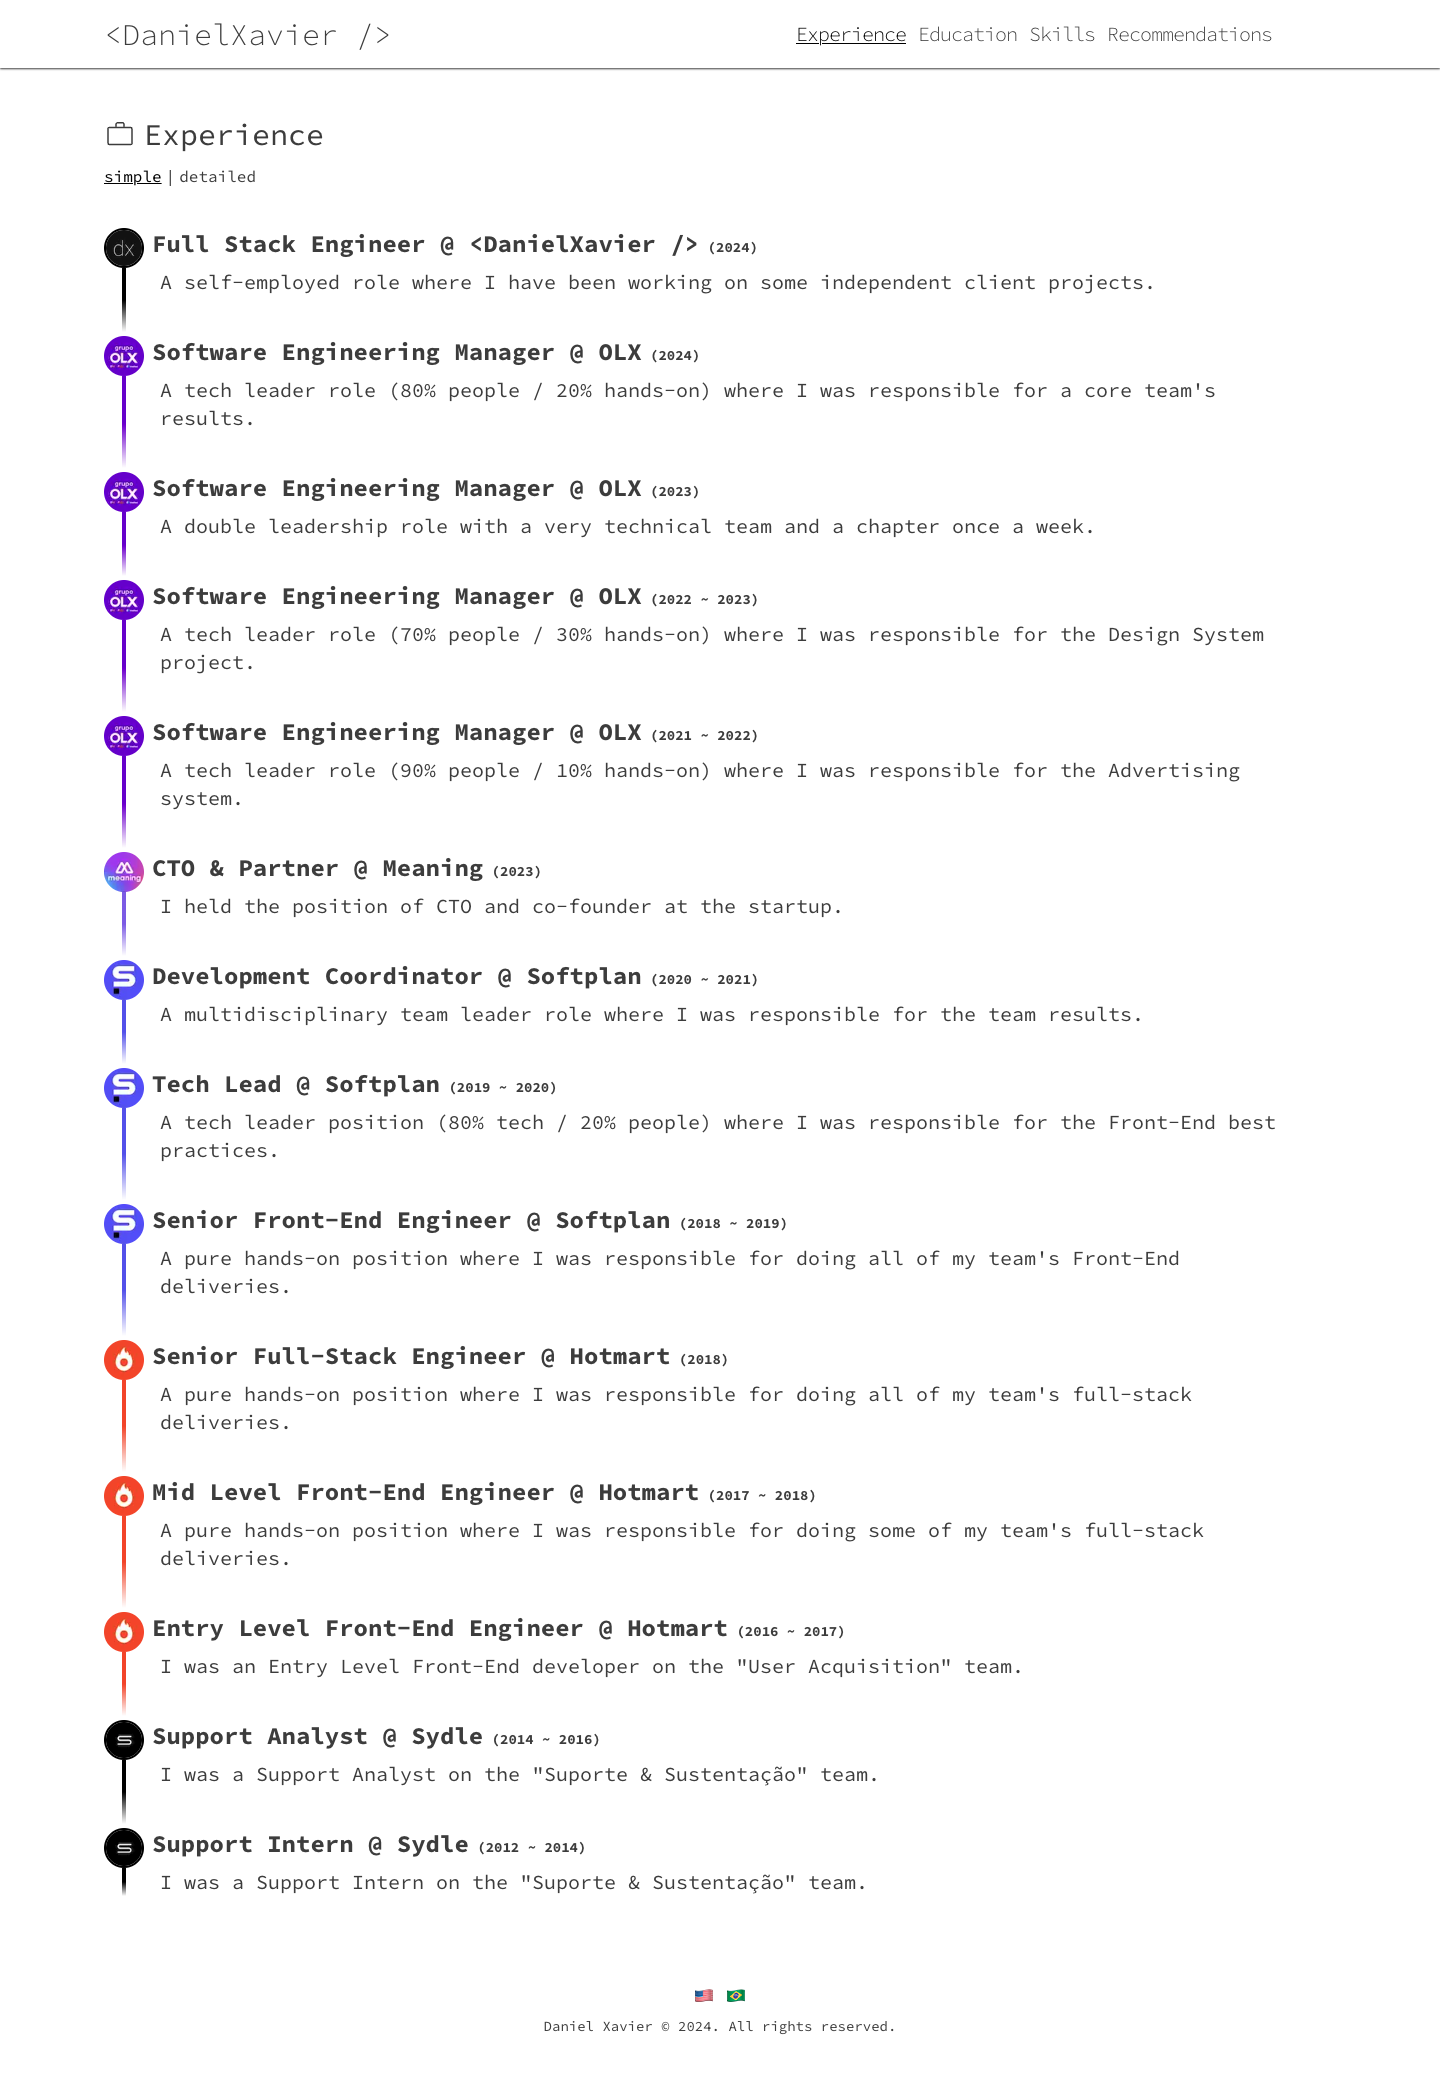 <DanielXavier />
Experience Education Skills Recommendations
Experience
simple | detailed
dx
Full Stack Engineer @ <DanielXavier /> (2024)
A self-employed role where I have been working on some independent client projects.
grupo
OLX
Software Engineering Manager @ OLX (2024)
A tech leader role (80% people / 20% hands-on) where I was responsible for a core team's
results.
grupo
OLX
Software Engineering Manager @ OLX (2023)
A double leadership role with a very technical team and a chapter once a week.
grupo
OLX
Software Engineering Manager @ OLX (2022 ~ 2023)
A tech leader role (70% people / 30% hands-on) where I was responsible for the Design System
project.
grupo
OLX
Software Engineering Manager @ OLX (2021 ~ 2022)
A tech leader role (90% people / 10% hands-on) where I was responsible for the Advertising
system.
meaning
CTO & Partner @ Meaning (2023)
I held the position of CTO and co-founder at the startup.
Development Coordinator @ Softplan (2020 ~ 2021)
A multidisciplinary team leader role where I was responsible for the team results.
Tech Lead @ Softplan (2019 ~ 2020)
A tech leader position (80% tech / 20% people) where I was responsible for the Front-End best
practices.
Senior Front-End Engineer @ Softplan (2018 ~ 2019)
A pure hands-on position where I was responsible for doing all of my team's Front-End
deliveries.
Senior Full-Stack Engineer @ Hotmart (2018)
A pure hands-on position where I was responsible for doing all of my team's full-stack
deliveries.
Mid Level Front-End Engineer @ Hotmart (2017 ~ 2018)
A pure hands-on position where I was responsible for doing some of my team's full-stack
deliveries.
Entry Level Front-End Engineer @ Hotmart (2016 ~ 2017)
I was an Entry Level Front-End developer on the "User Acquisition" team.
Support Analyst @ Sydle (2014 ~ 2016)
I was a Support Analyst on the "Suporte & Sustentação" team.
Support Intern @ Sydle (2012 ~ 2014)
I was a Support Intern on the "Suporte & Sustentação" team.
Daniel Xavier © 2024. All rights reserved.